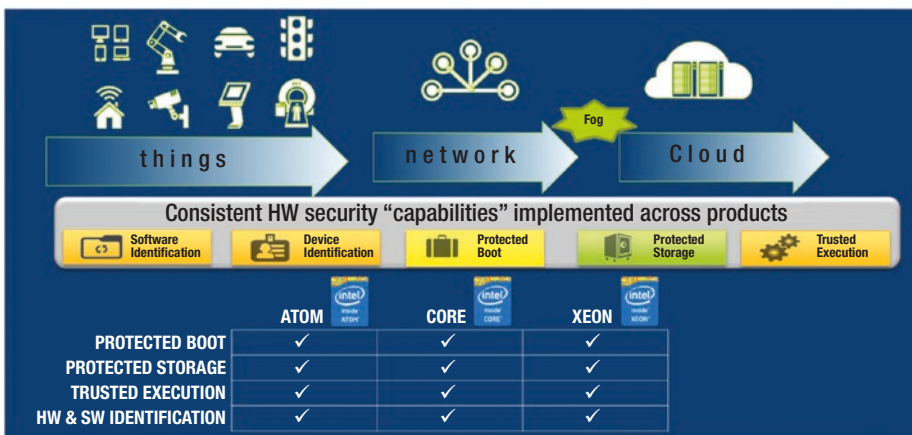 Fog
things
network
Cloud
Consistent HW security “capabilities” implemented across products
Software
Identification
Device
Identification
Protected
Boot
Protected
Storage
Trusted
Execution
ATOM
intel
inside
ATOM
CORE
intel
inside
CORE
XEON
intel
inside
XEON
PROTECTED BOOT ✓ ✓ ✓
PROTECTED STORAGE ✓ ✓ ✓
TRUSTED EXECUTION ✓ ✓ ✓
HW & SW IDENTIFICATION ✓ ✓ ✓